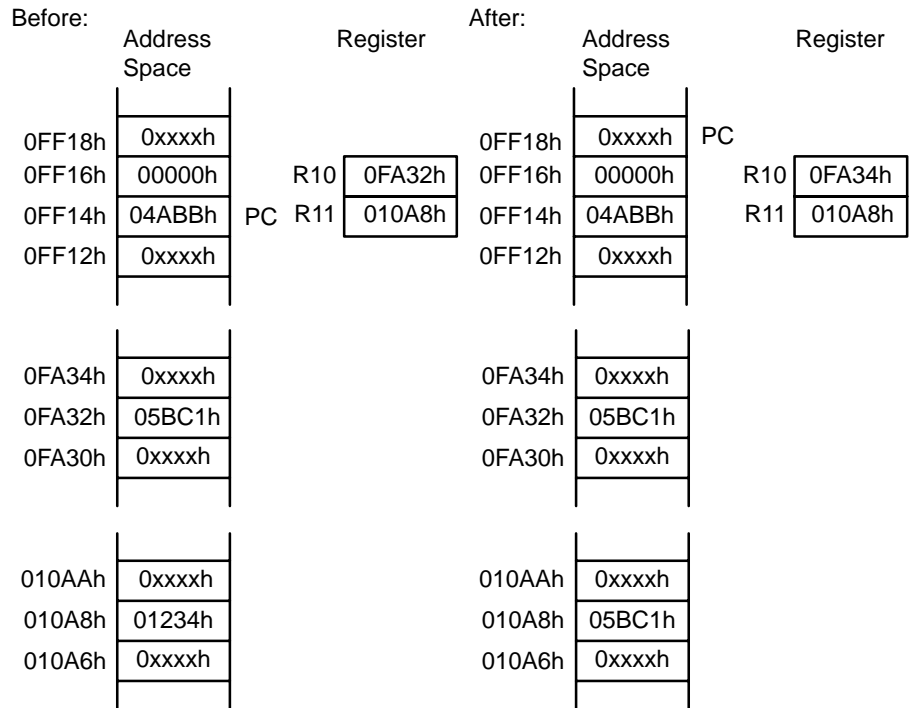 Before:
Address Space
Register
0FF18h 0xxxxh
0FF16h 00000h R10 0FA32h
0FF14h 04ABBh PC R11 010A8h
0FF12h 0xxxxh
0FA34h 0xxxxh
0FA32h 05BC1h
0FA30h 0xxxxh
010AAh 0xxxxh
010A8h 01234h
010A6h 0xxxxh
After:
Address Space
Register
0FF18h 0xxxxh PC
0FF16h 00000h R10 0FA34h
0FF14h 04ABBh R11 010A8h
0FF12h 0xxxxh
0FA34h 0xxxxh
0FA32h 05BC1h
0FA30h 0xxxxh
010AAh 0xxxxh
010A8h 05BC1h
010A6h 0xxxxh